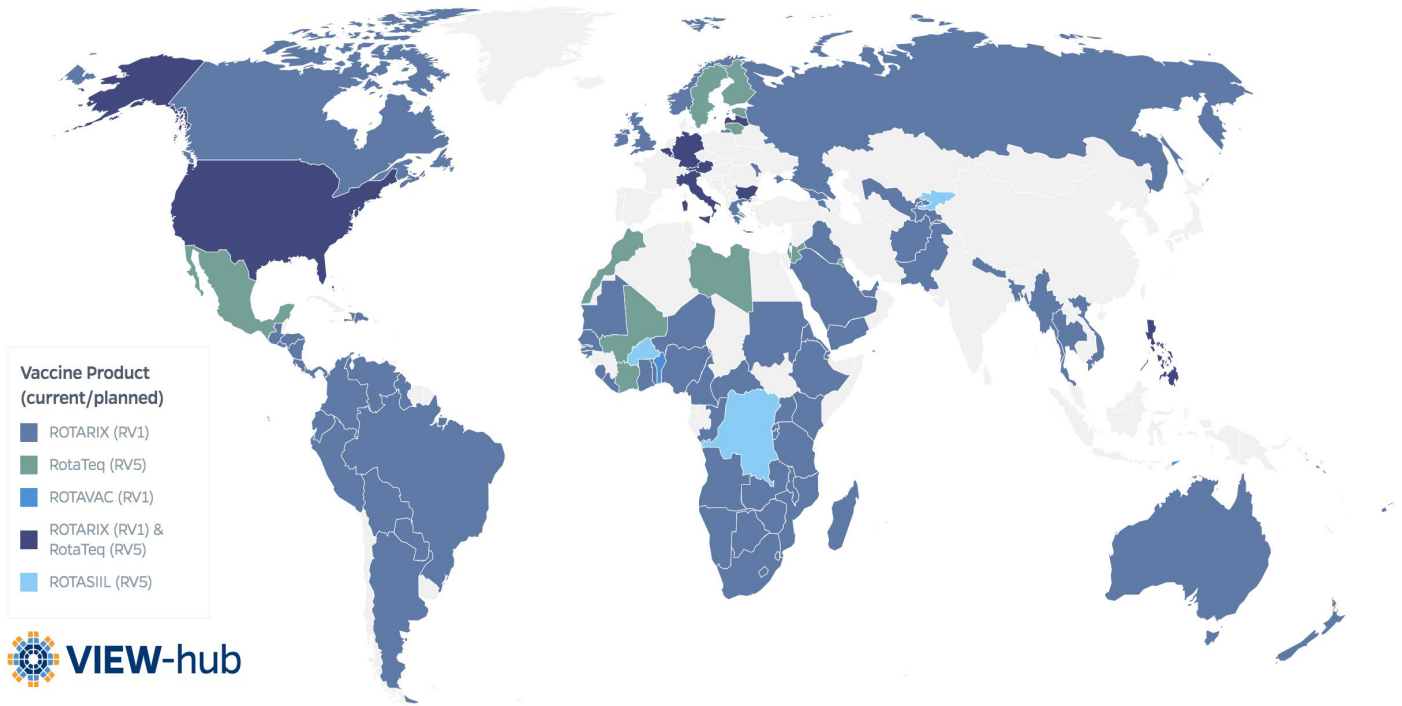 Vaccine Product
(current/planned)
ROTARIX (RV1)
RotaTeq (RV5)
ROTAVAC (RV1)
ROTARIX (RV1) &
RotaTeq (RV5)
ROTASIIL (RV5)
VIEW-hub